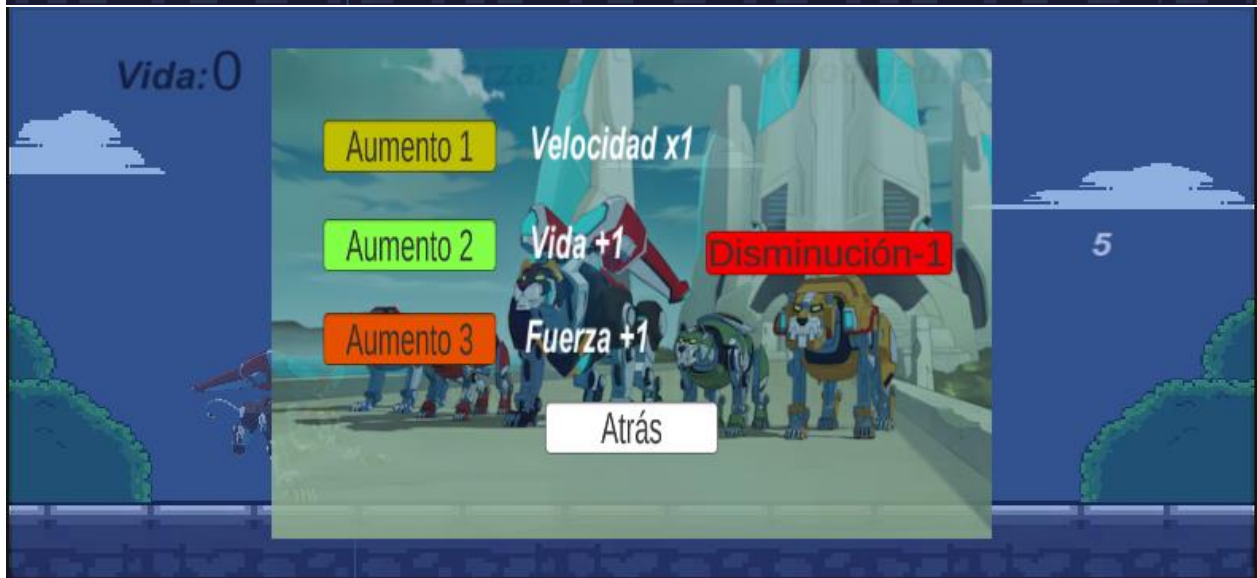 Vida:0
Aumento 1 Velocidad x1
Aumento 2 Vida +1 Disminución-1
5
Aumento 3 Fuerza +1
Atrás